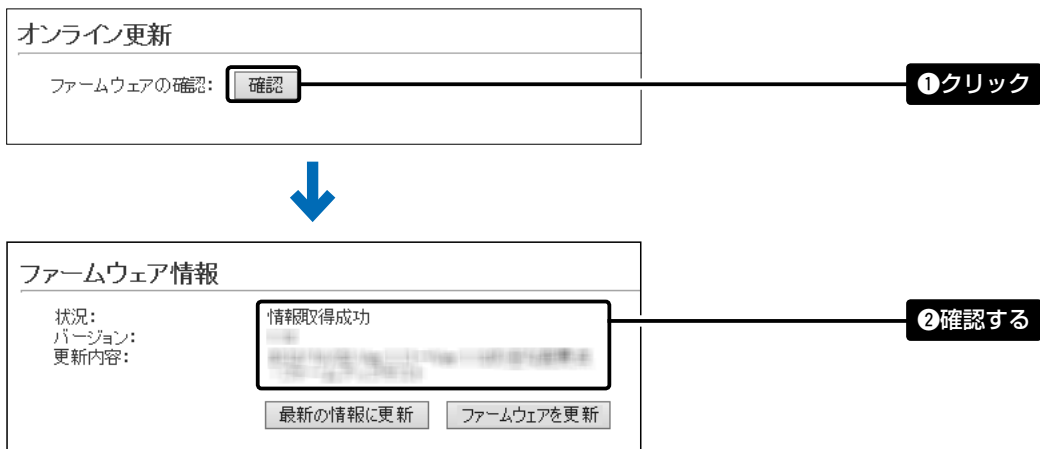 オンライン更新
ファームウェアの確認: 確認
❶クリック
ファームウェア情報
状況: 情報取得成功
❷確認する
バージョン:
更新内容:
最新の情報に更新 ファームウェアを更新